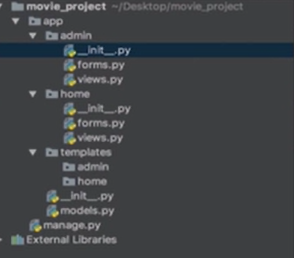 movie_project ~/Desktop/movie_project
app
admin
__init__.py
forms.py
views.py
home
__init__.py
forms.py
views.py
templates
admin
home
__init__.py
models.py
manage.py
External Libraries